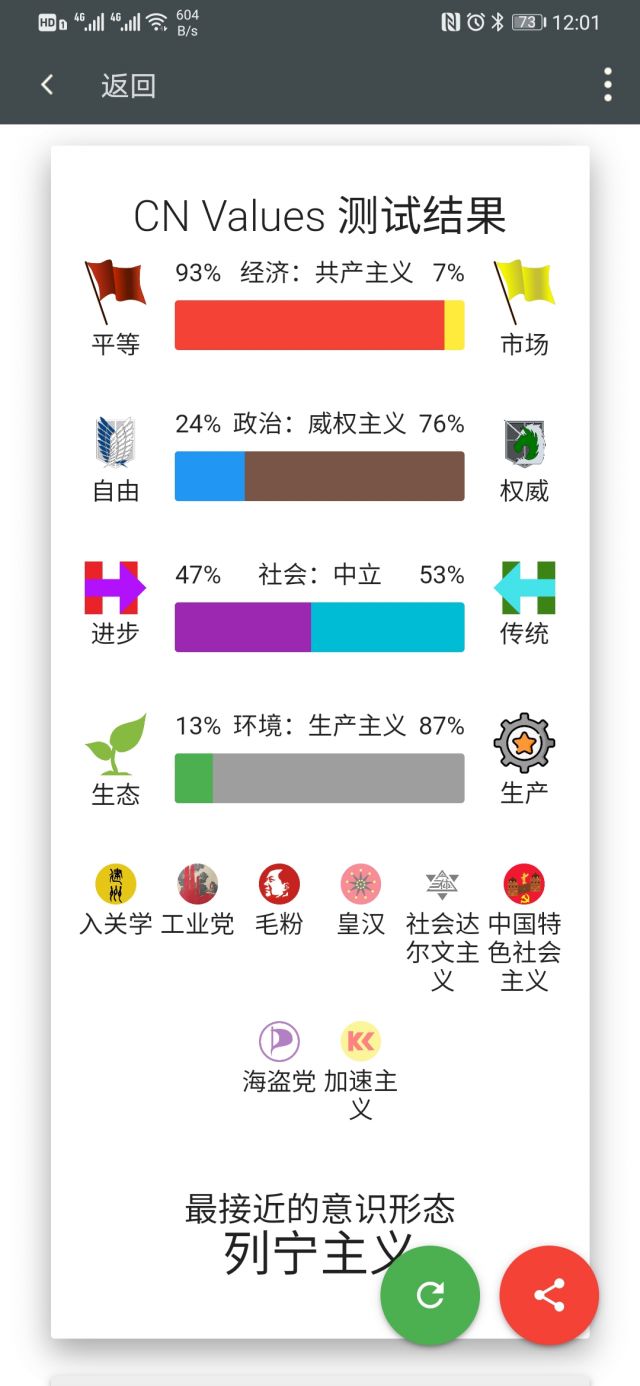 HD 1 4G 4G 604 B/s 73 12:01
返回
CN Values 测试结果
93% 经济：共产主义 7%
平等 市场
24% 政治：威权主义 76%
自由 权威
47% 社会：中立 53%
进步 传统
13% 环境：生产主义 87%
生态 生产
入关学 工业党 毛粉 皇汉 社会达尔文主义 中国特色社会主义
海盗党 加速主义
最接近的意识形态
列宁主义